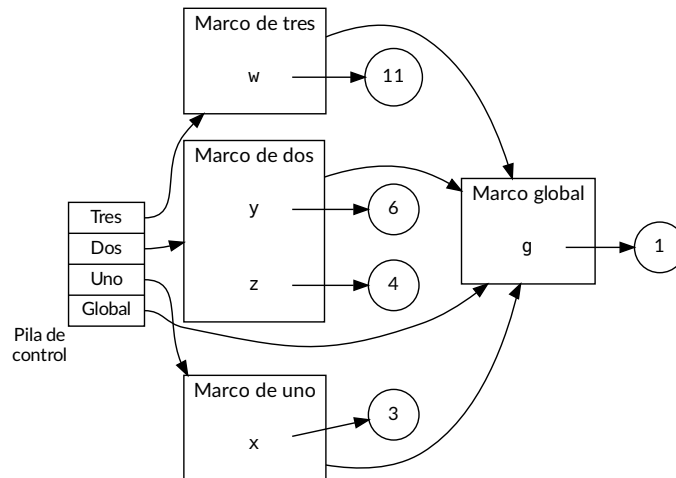 Marco de tres
w
11
Marco de dos
y
6
z
4
Marco global
g
1
Tres
Dos
Uno
Global
Pila de
control
Marco de uno
x
3